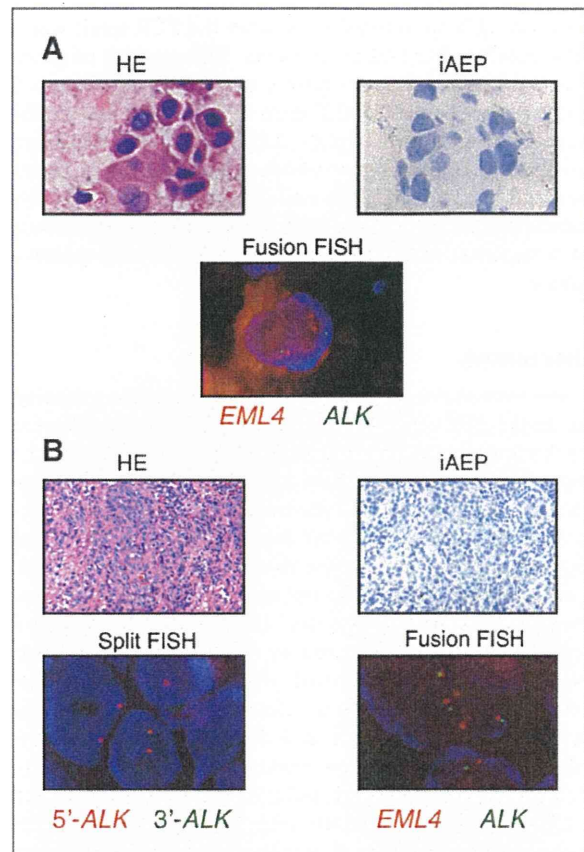 A
HE iAEP
Fusion FISH
EML4 ALK
B
HE iAEP
Split FISH Fusion FISH
5'-ALK 3'-ALK EML4 ALK